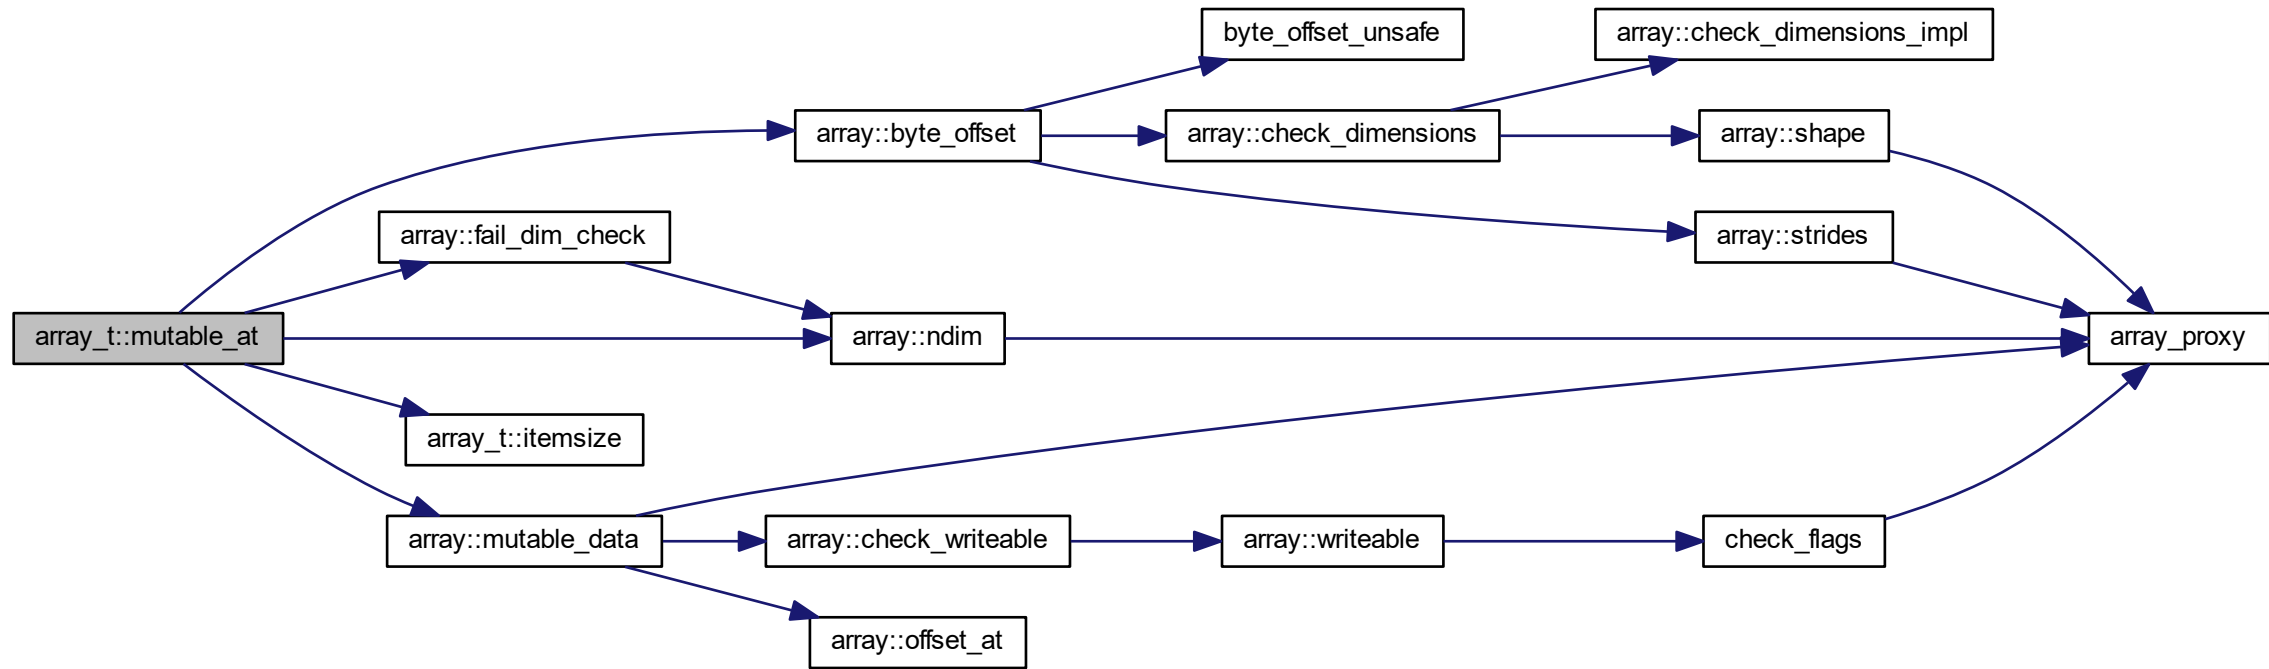 byte_offset_unsafe
array::check_dimensions_impl
array::byte_offset
array::check_dimensions
array::shape
array::fail_dim_check
array::strides
array_t::mutable_at
array::ndim
array_proxy
array_t::itemsize
array::mutable_data
array::check_writeable
array::writeable
check_flags
array::offset_at